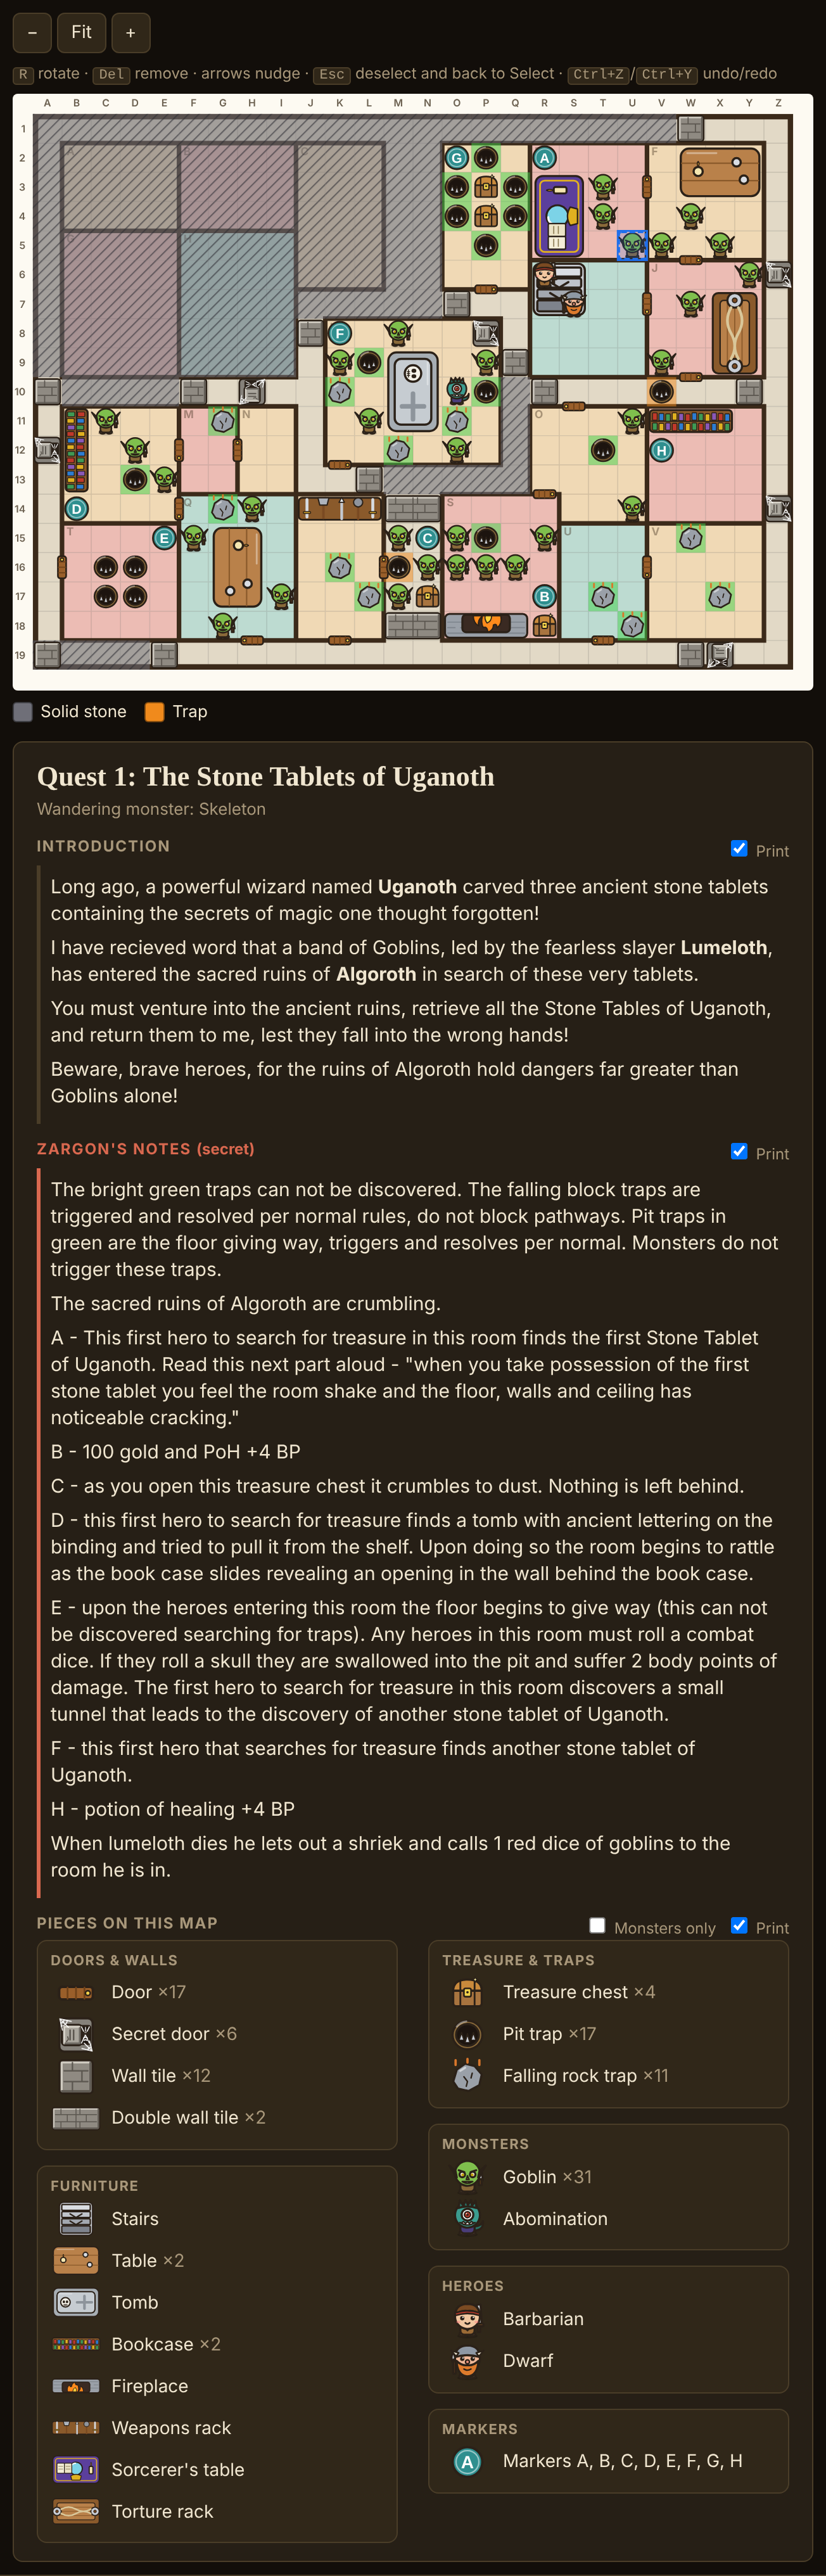 − Fit +
R rotate · Del remove · arrows nudge · Esc deselect and back to Select · Ctrl+Z/Ctrl+Y undo/redo
A B C D E F G H I J K L M N O P Q R S T U V W X Y Z
1
2 G A F
3
4
5
6 J
7
8 F
9
10
11 M N O
12 H
13
14 D Q S
15 T E C U V
16
17 B
18
19
Solid stone Trap
Quest 1: The Stone Tablets of Uganoth
Wandering monster: Skeleton
INTRODUCTION Print
Long ago, a powerful wizard named Uganoth carved three ancient stone tablets
containing the secrets of magic one thought forgotten!
I have recieved word that a band of Goblins, led by the fearless slayer Lumeloth,
has entered the sacred ruins of Algoroth in search of these very tablets.
You must venture into the ancient ruins, retrieve all the Stone Tables of Uganoth,
and return them to me, lest they fall into the wrong hands!
Beware, brave heroes, for the ruins of Algoroth hold dangers far greater than
Goblins alone!
ZARGON'S NOTES (secret) Print
The bright green traps can not be discovered. The falling block traps are
triggered and resolved per normal rules, do not block pathways. Pit traps in
green are the floor giving way, triggers and resolves per normal. Monsters do not
trigger these traps.
The sacred ruins of Algoroth are crumbling.
A - This first hero to search for treasure in this room finds the first Stone Tablet
of Uganoth. Read this next part aloud - "when you take possession of the first
stone tablet you feel the room shake and the floor, walls and ceiling has
noticeable cracking."
B - 100 gold and PoH +4 BP
C - as you open this treasure chest it crumbles to dust. Nothing is left behind.
D - this first hero to search for treasure finds a tomb with ancient lettering on the
binding and tried to pull it from the shelf. Upon doing so the room begins to rattle
as the book case slides revealing an opening in the wall behind the book case.
E - upon the heroes entering this room the floor begins to give way (this can not
be discovered searching for traps). Any heroes in this room must roll a combat
dice. If they roll a skull they are swallowed into the pit and suffer 2 body points of
damage. The first hero to search for treasure in this room discovers a small
tunnel that leads to the discovery of another stone tablet of Uganoth.
F - this first hero that searches for treasure finds another stone tablet of
Uganoth.
H - potion of healing +4 BP
When lumeloth dies he lets out a shriek and calls 1 red dice of goblins to the
room he is in.
PIECES ON THIS MAP Monsters only Print
DOORS & WALLS
Door ×17
Secret door ×6
Wall tile ×12
Double wall tile ×2
FURNITURE
Stairs
Table ×2
Tomb
Bookcase ×2
Fireplace
Weapons rack
Sorcerer's table
Torture rack
TREASURE & TRAPS
Treasure chest ×4
Pit trap ×17
Falling rock trap ×11
MONSTERS
Goblin ×31
Abomination
HEROES
Barbarian
Dwarf
MARKERS
A Markers A, B, C, D, E, F, G, H